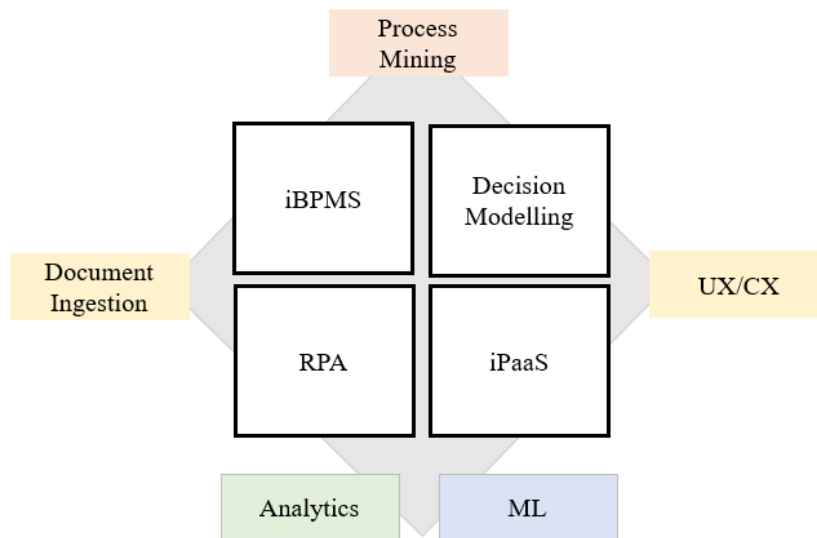 Process
Mining
iBPMS
Decision
Modelling
Document
Ingestion
UX/CX
RPA
iPaaS
Analytics
ML